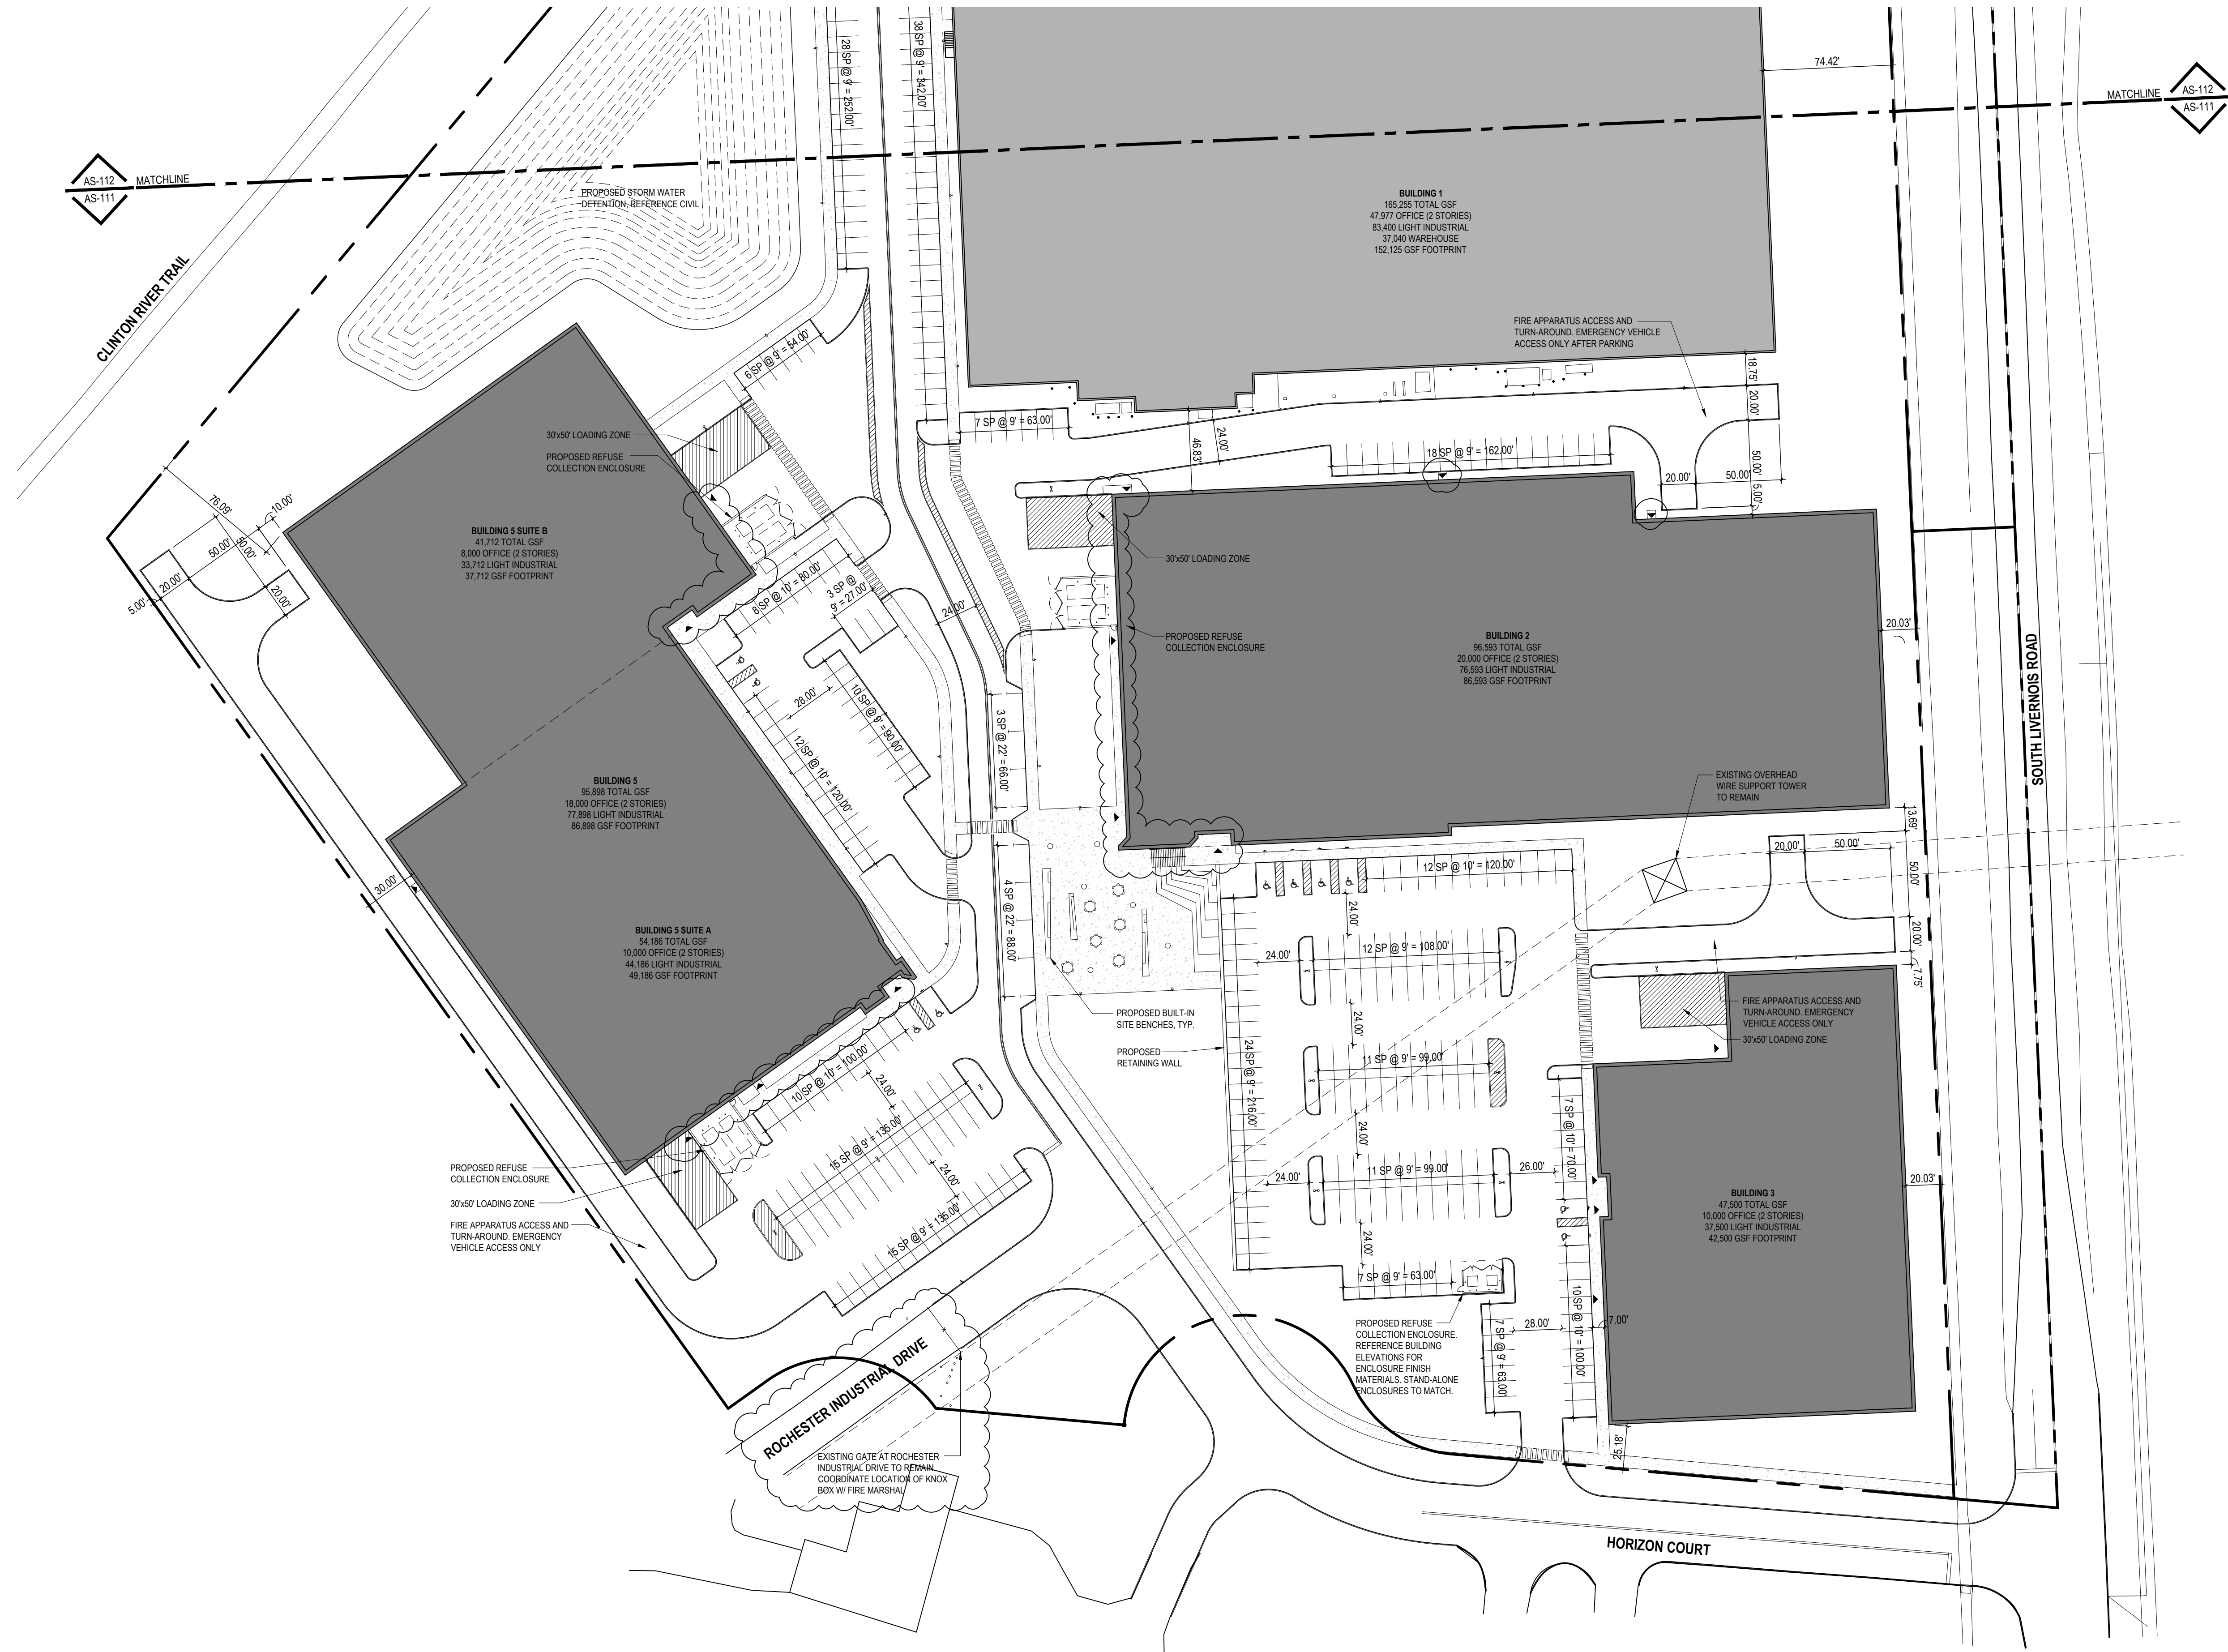 28 SP @ 9' = 252.00'
38 SP @ 9' = 342.00'
74.42'
MATCHLINE
AS-112
AS-111
AS-112
AS-111
MATCHLINE
PROPOSED STORM WATER
DETENTION, REFERENCE CIVIL
CLINTON RIVER TRAIL
BUILDING 1
165,255 TOTAL GSF
47,977 OFFICE (2 STORIES)
83,400 LIGHT INDUSTRIAL
37,040 WAREHOUSE
152,125 GSF FOOTPRINT
FIRE APPARATUS ACCESS AND
TURN-AROUND. EMERGENCY VEHICLE
ACCESS ONLY AFTER PARKING
18.75'
20.00'
6 SP @ 9' = 54.00'
7 SP @ 9' = 63.00'
46.83'
24.00'
18 SP @ 9' = 162.00'
20.00'
50.00'
50.00'
5.00'
30'x50' LOADING ZONE
PROPOSED REFUSE
COLLECTION ENCLOSURE
76.09'
10.00'
50.00'
50.00'
20.00'
20.00'
5.00'
BUILDING 5 SUITE B
41,712 TOTAL GSF
8,000 OFFICE (2 STORIES)
33,712 LIGHT INDUSTRIAL
37,712 GSF FOOTPRINT
30'x50' LOADING ZONE
8 SP @ 10' = 80.00'
3 SP @
9' = 27.00'
24.00'
PROPOSED REFUSE
COLLECTION ENCLOSURE
BUILDING 2
96,593 TOTAL GSF
20,000 OFFICE (2 STORIES)
76,593 LIGHT INDUSTRIAL
86,593 GSF FOOTPRINT
20.03'
SOUTH LIVERNOIS ROAD
28.00'
10 SP @ 9' = 90.00'
12 SP @ 10' = 120.00'
3 SP @ 22' = 66.00'
BUILDING 5
95,898 TOTAL GSF
18,000 OFFICE (2 STORIES)
77,898 LIGHT INDUSTRIAL
86,898 GSF FOOTPRINT
EXISTING OVERHEAD
WIRE SUPPORT TOWER
TO REMAIN
13.69'
20.00'
50.00'
50.00'
20.00'
7.75'
30.00'
4 SP @ 22' = 88.00'
12 SP @ 10' = 120.00'
24.00'
24.00'
12 SP @ 9' = 108.00'
BUILDING 5 SUITE A
54,186 TOTAL GSF
10,000 OFFICE (2 STORIES)
44,186 LIGHT INDUSTRIAL
49,186 GSF FOOTPRINT
PROPOSED BUILT-IN
SITE BENCHES, TYP.
PROPOSED
RETAINING WALL
24.00'
24 SP @ 9' = 216.00'
11 SP @ 9' = 99.00'
FIRE APPARATUS ACCESS AND
TURN-AROUND. EMERGENCY
VEHICLE ACCESS ONLY
30'x50' LOADING ZONE
10 SP @ 10' = 100.00'
24.00'
15 SP @ 9' = 135.00'
24.00'
15 SP @ 9' = 135.00'
24.00'
24.00'
11 SP @ 9' = 99.00'
26.00'
7 SP @ 10' = 70.00'
20.03'
PROPOSED REFUSE
COLLECTION ENCLOSURE
30'x50' LOADING ZONE
FIRE APPARATUS ACCESS AND
TURN-AROUND. EMERGENCY
VEHICLE ACCESS ONLY
BUILDING 3
47,500 TOTAL GSF
10,000 OFFICE (2 STORIES)
37,500 LIGHT INDUSTRIAL
42,500 GSF FOOTPRINT
24.00'
7 SP @ 9' = 63.00'
PROPOSED REFUSE
COLLECTION ENCLOSURE.
REFERENCE BUILDING
ELEVATIONS FOR
ENCLOSURE FINISH
MATERIALS. STAND-ALONE
ENCLOSURES TO MATCH.
7 SP @ 9' = 63.00'
28.00'
10 SP @ 10' = 100.00'
7.00'
25.18'
ROCHESTER INDUSTRIAL DRIVE
EXISTING GATE AT ROCHESTER
INDUSTRIAL DRIVE TO REMAIN.
COORDINATE LOCATION OF KNOX
BOX W/ FIRE MARSHAL
HORIZON COURT